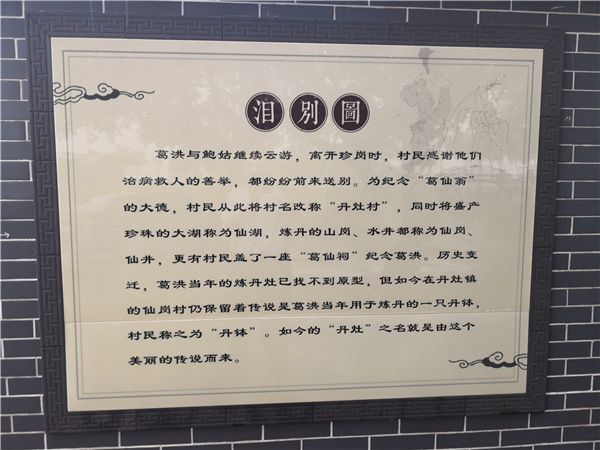 泪别圖
葛洪与鲍姑继续云游，离开珍岗时，村民感谢他们
治病救人的善举，都纷纷前来送别。为纪念“葛仙翁”
的大德，村民从此将村名改称“丹灶村”，同时将盛产
珍珠的大湖称为仙湖，炼丹的山岗、水井都称为仙岗、
仙井，更有村民盖了一座“葛仙祠”纪念葛洪。历史变
迁，葛洪当年的炼丹灶已找不到原型，但如今在丹灶镇
的仙岗村仍保留着传说是葛洪当年用于炼丹的一只丹钵，
村民称之为“丹钵”。如今的“丹灶”之名就是由这个
美丽的传说而来。